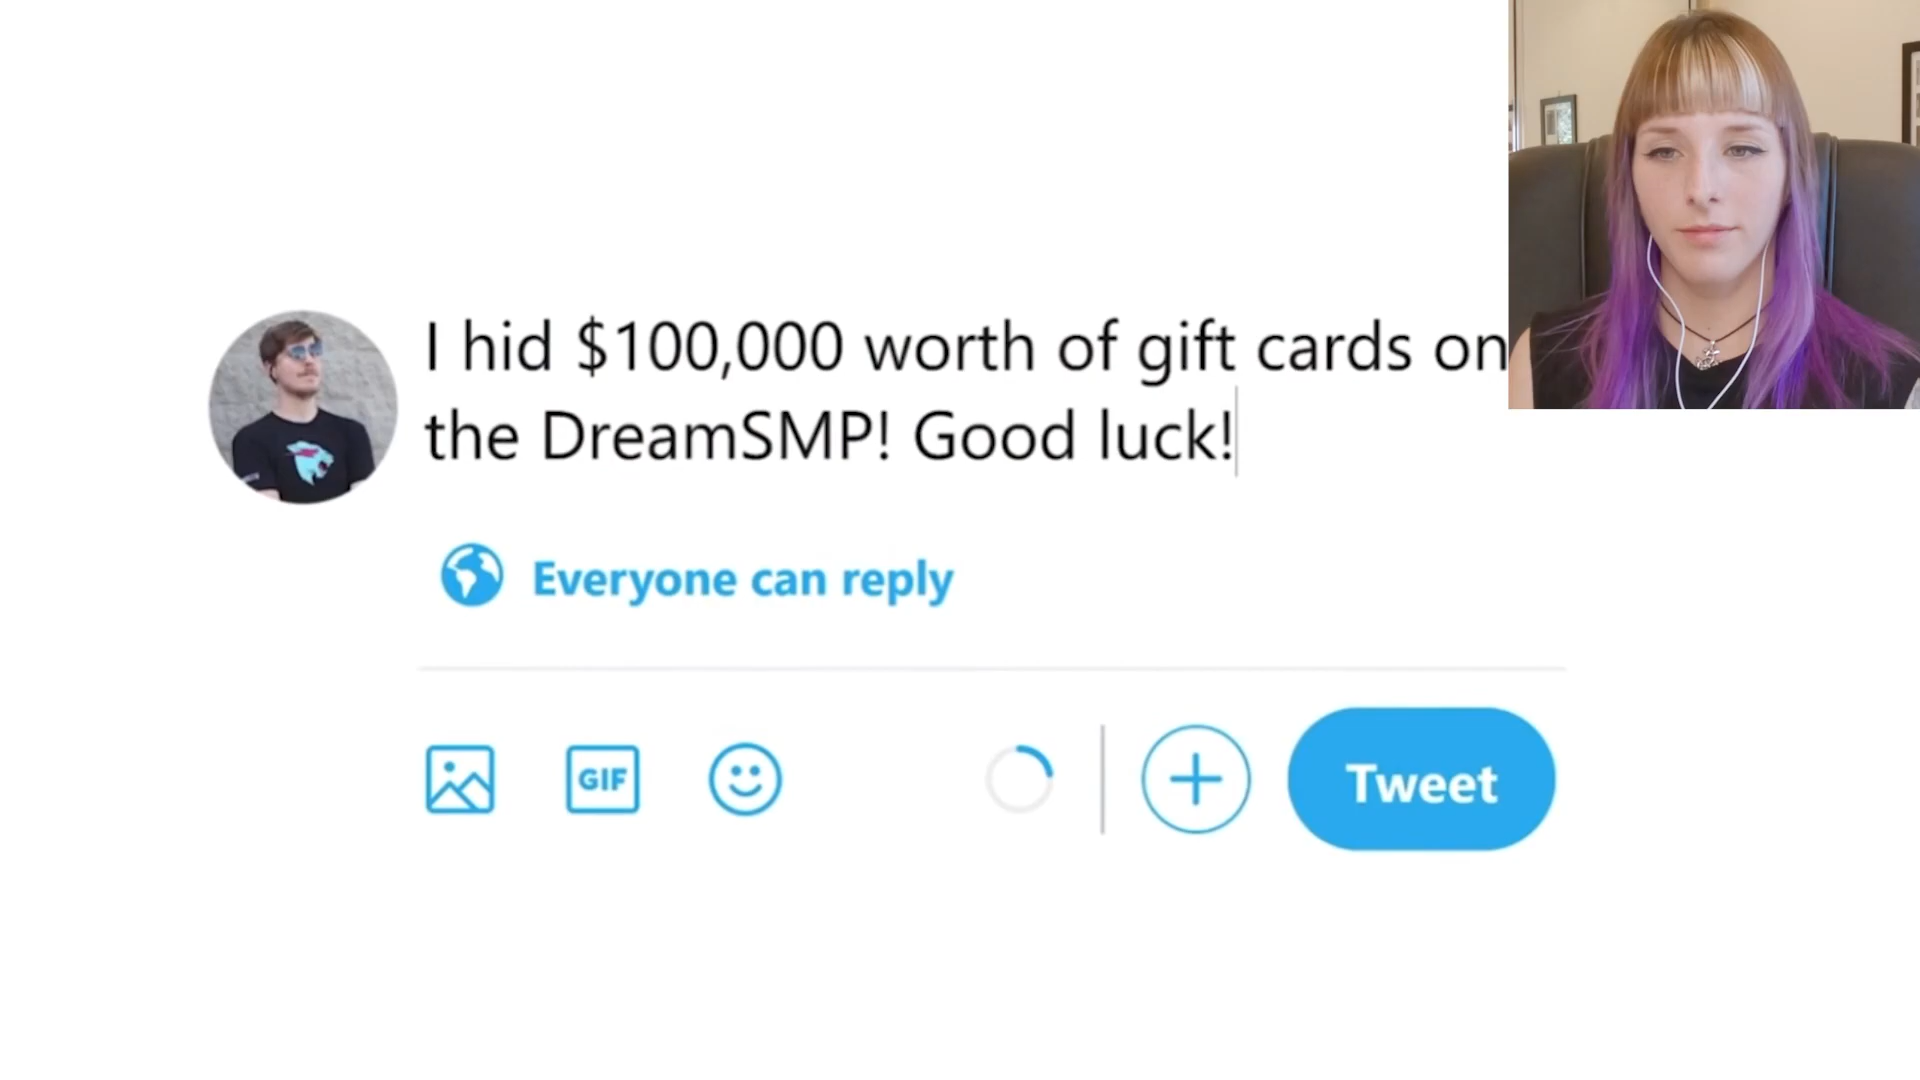 I hid $100,000 worth of gift cards on
the DreamSMP! Good luck!
Everyone can reply
GIF
Tweet